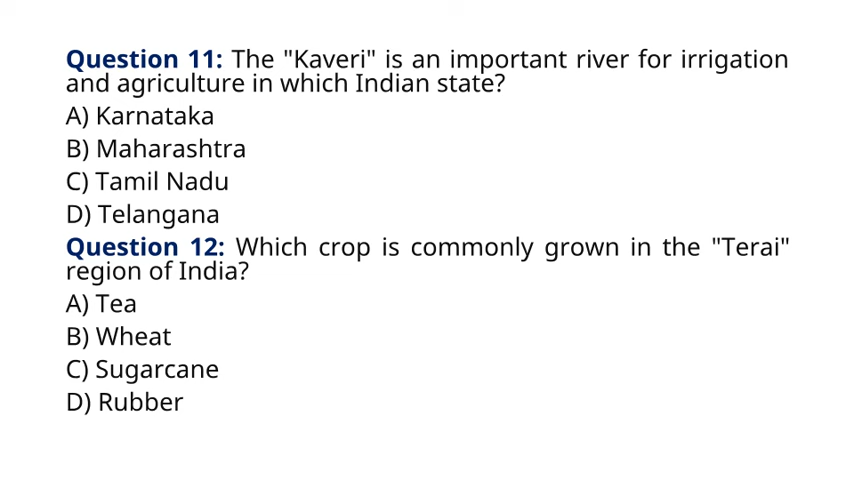 Question 11: The "Kaveri" is an important river for irrigation
and agriculture in which Indian state?
A) Karnataka
B) Maharashtra
C) Tamil Nadu
D) Telangana
Question 12: Which crop is commonly grown in the "Terai"
region of India?
A) Tea
B) Wheat
C) Sugarcane
D) Rubber